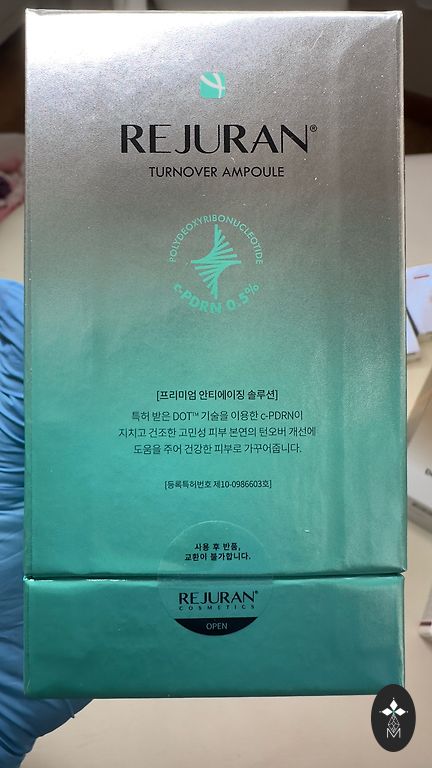 REJURAN®
TURNOVER AMPOULE
POLYDEOXYRIBONUCLEOTIDE
c-PDRN 0.5%
[프리미엄 안티에이징 솔루션]
특허 받은 DOT™ 기술을 이용한 c-PDRN이
지치고 건조한 고민성 피부 본연의 턴오버 개선에
도움을 주어 건강한 피부로 가꾸어줍니다.
[등록특허번호 제10-0986603호]
사용 후 반품,
교환이 불가합니다.
REJURAN®
COSMETICS
OPEN
M